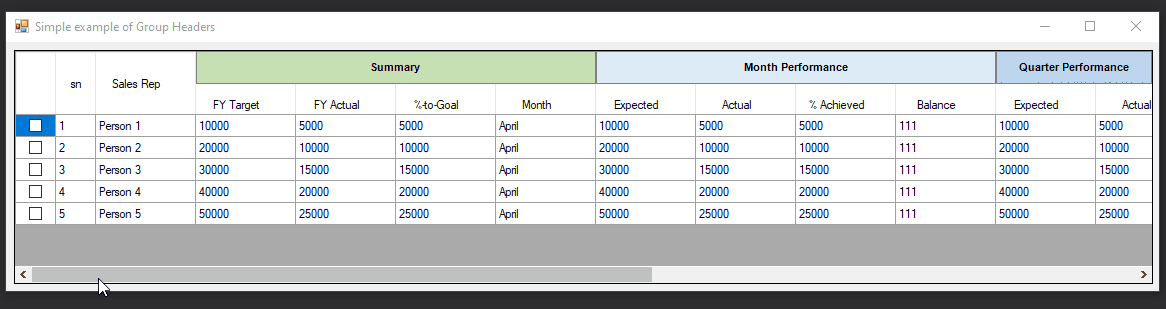 Simple example of Group Headers
Summary Month Performance Quarter Performance
sn Sales Rep FY Target FY Actual %-to-Goal Month Expected Actual % Achieved Balance Expected Actual
1 Person 1 10000 5000 5000 April 10000 5000 5000 111 10000 5000
2 Person 2 20000 10000 10000 April 20000 10000 10000 111 20000 10000
3 Person 3 30000 15000 15000 April 30000 15000 15000 111 30000 15000
4 Person 4 40000 20000 20000 April 40000 20000 20000 111 40000 20000
5 Person 5 50000 25000 25000 April 50000 25000 25000 111 50000 25000